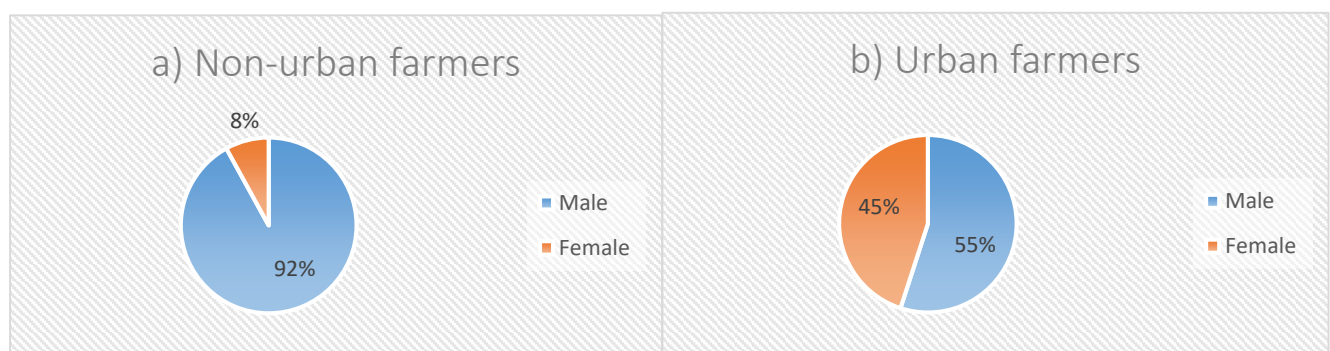 a) Non-urban farmers
8%
92%
Male
Female
b) Urban farmers
45%
55%
Male
Female